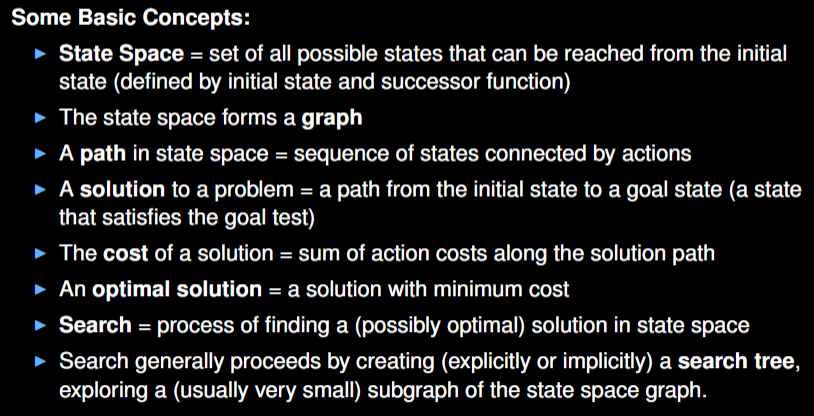 Some Basic Concepts:
► State Space = set of all possible states that can be reached from the initial
state (defined by initial state and successor function)
► The state space forms a graph
► A path in state space = sequence of states connected by actions
► A solution to a problem = a path from the initial state to a goal state (a state
that satisfies the goal test)
► The cost of a solution = sum of action costs along the solution path
► An optimal solution = a solution with minimum cost
► Search = process of finding a (possibly optimal) solution in state space
► Search generally proceeds by creating (explicitly or implicitly) a search tree,
exploring a (usually very small) subgraph of the state space graph.